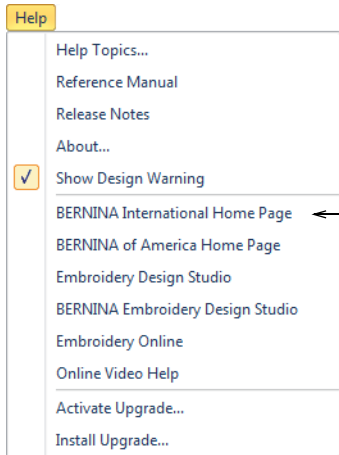 Help
Help Topics...
Reference Manual
Release Notes
About...
Show Design Warning
BERNINA International Home Page
BERNINA of America Home Page
Embroidery Design Studio
BERNINA Embroidery Design Studio
Embroidery Online
Online Video Help
Activate Upgrade...
Install Upgrade...